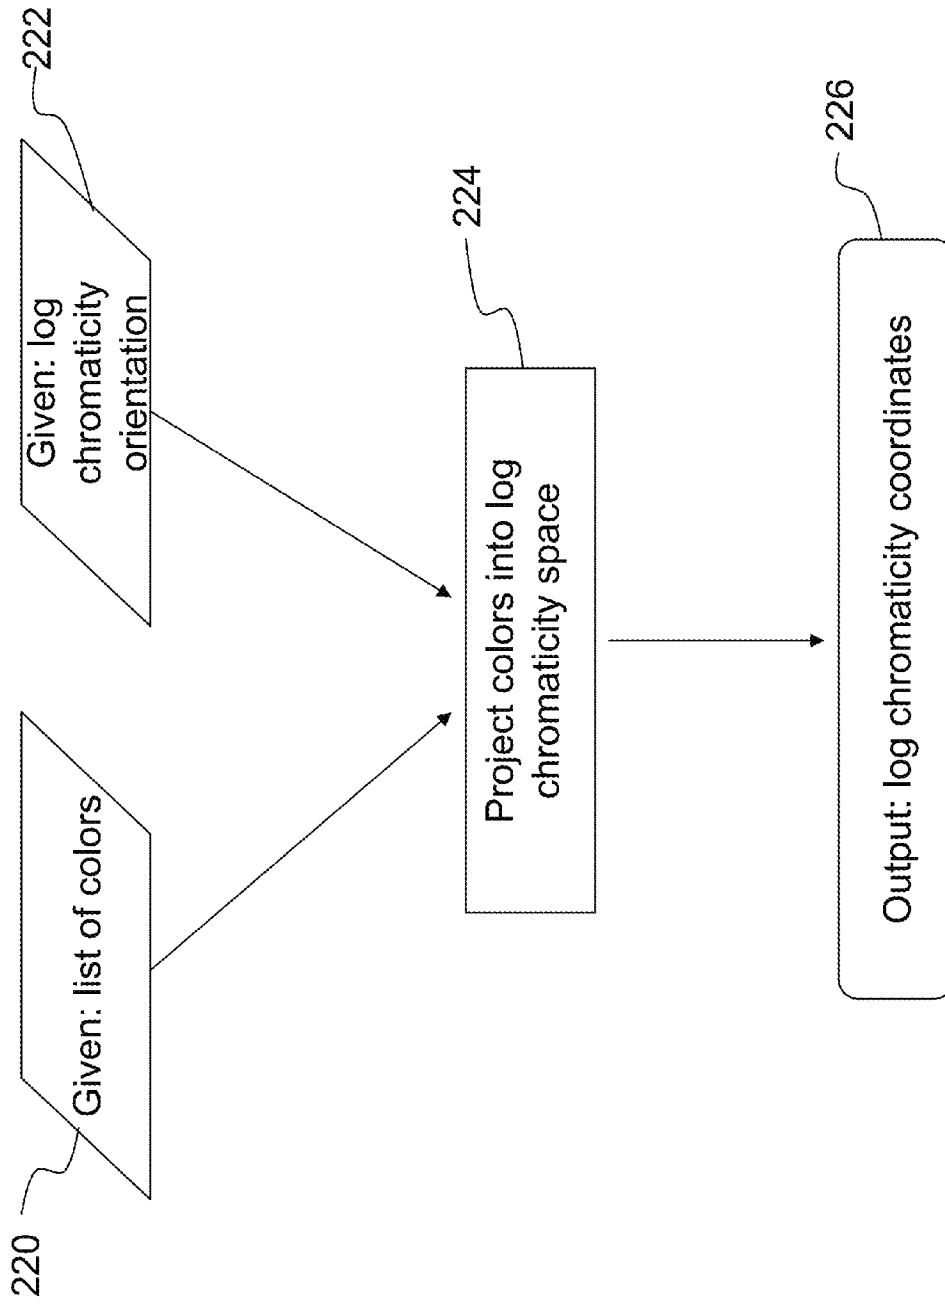 220
Given: list of colors
Given: log
chromaticity
orientation
222
Project colors into log
chromaticity space
224
Output: log chromaticity coordinates
226